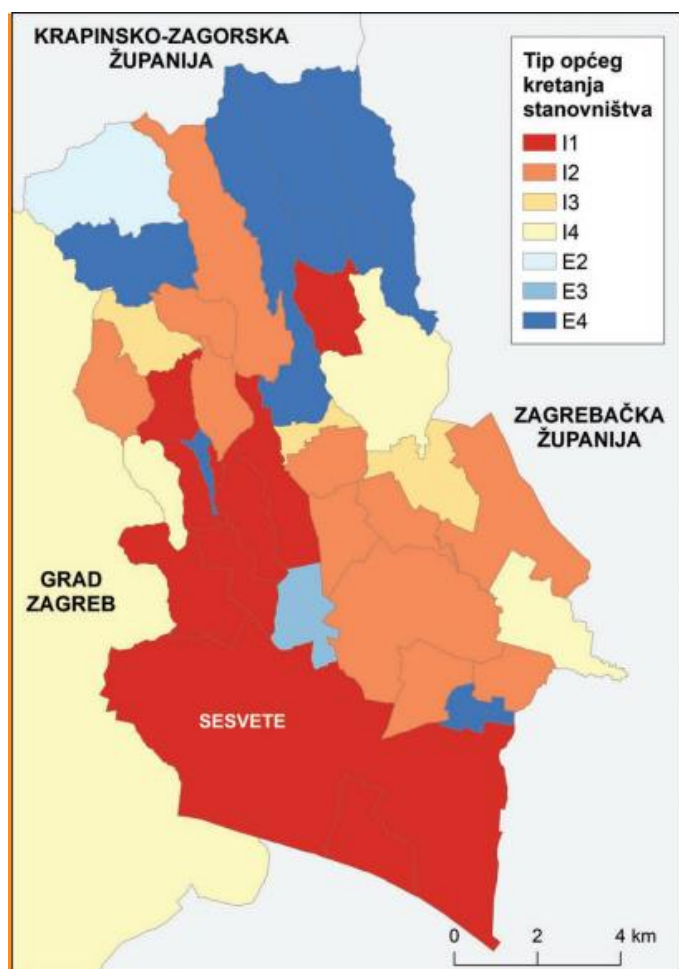 KRAPINSKO-ZAGORSKA
ŽUPANIJA
Tip općeg
kretanja
stanovništva
I1
I2
I3
I4
E2
E3
E4
ZAGREBAČKA
ŽUPANIJA
GRAD
ZAGREB
SESVETE
0 2 4 km